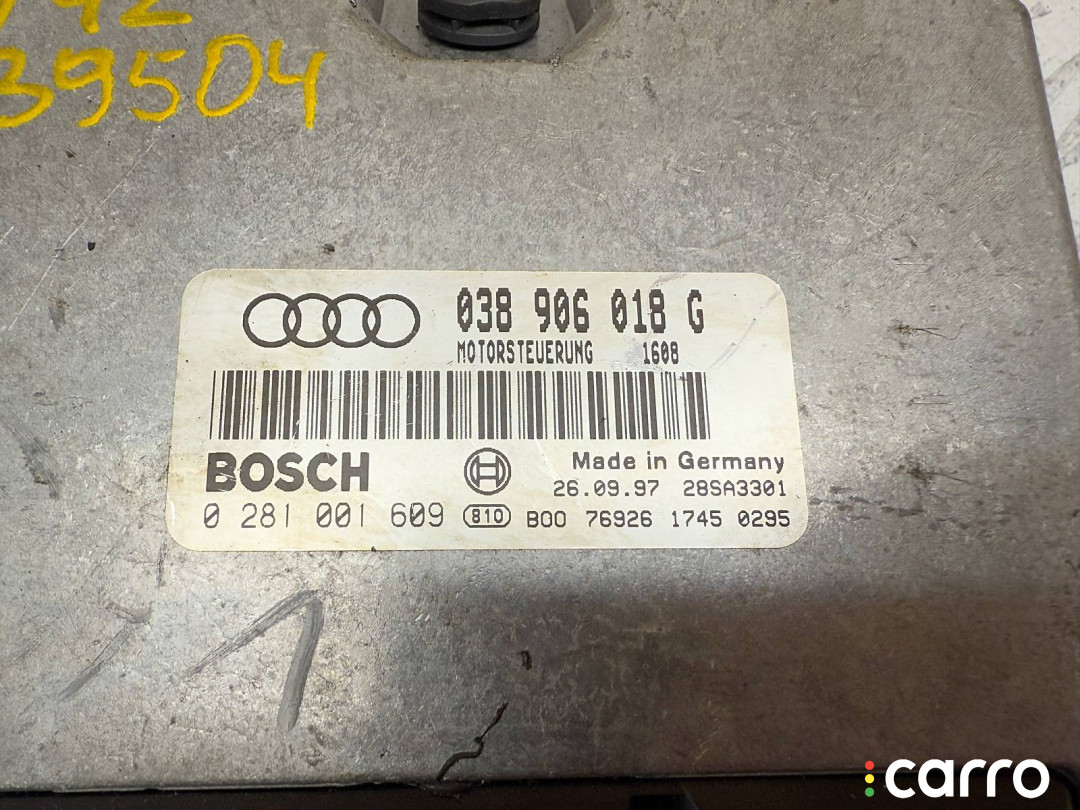 39504
038 906 018 G
MOTORSTEUERUNG 1608
BOSCH
Made in Germany
26.09.97 28SA3301
0 281 001 609 810 B00 76926 1745 0295
1
carro